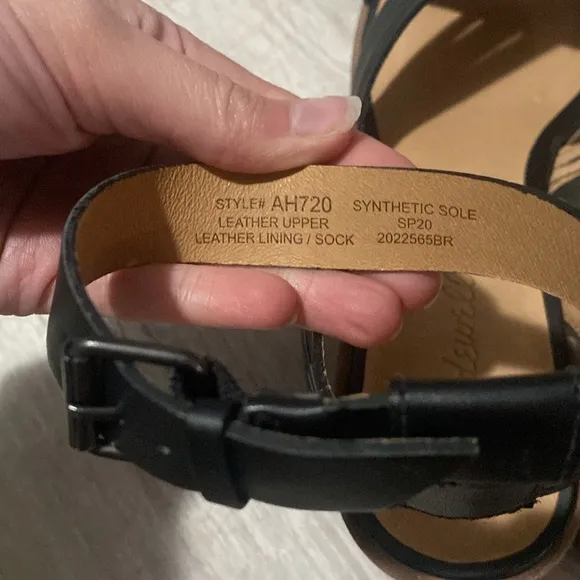 STYLE# AH720 SYNTHETIC SOLE
LEATHER UPPER SP20
LEATHER LINING / SOCK 2022565BR